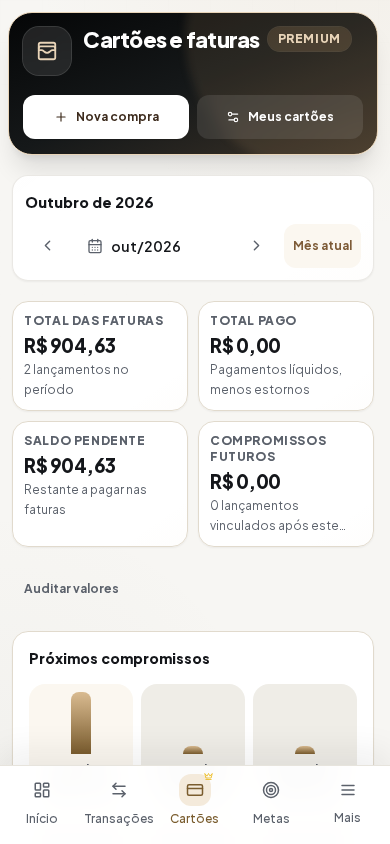 Cartões e faturas PREMIUM
Nova compra
Meus cartões
Outubro de 2026
out/2026
Mês atual
TOTAL DAS FATURAS
R$ 904,63
2 lançamentos no
período
TOTAL PAGO
R$ 0,00
Pagamentos líquidos,
menos estornos
SALDO PENDENTE
R$ 904,63
Restante a pagar nas
faturas
COMPROMISSOS
FUTUROS
R$ 0,00
0 lançamentos
vinculados após este…
Auditar valores
Próximos compromissos
Início
Transações
Cartões
Metas
Mais